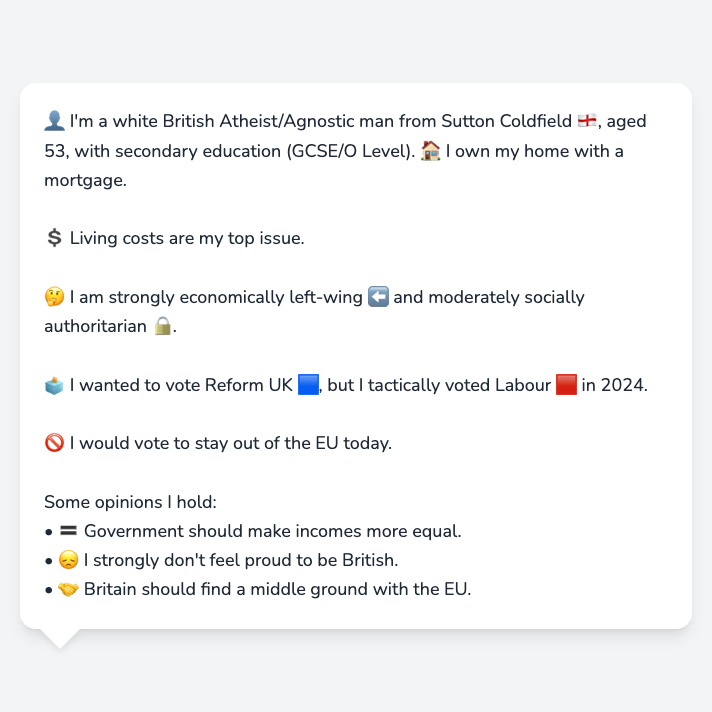 👤 I'm a white British Atheist/Agnostic man from Sutton Coldfield 🏴󠁧󠁢󠁥󠁮󠁧󠁿, aged
53, with secondary education (GCSE/O Level). 🏠 I own my home with a
mortgage.
💲 Living costs are my top issue.
🤔 I am strongly economically left-wing ⬅️ and moderately socially
authoritarian 🔒.
🗳️ I wanted to vote Reform UK 🟦, but I tactically voted Labour 🟥 in 2024.
🚫 I would vote to stay out of the EU today.
Some opinions I hold:
• 🟰 Government should make incomes more equal.
• 😞 I strongly don't feel proud to be British.
• 🤝 Britain should find a middle ground with the EU.